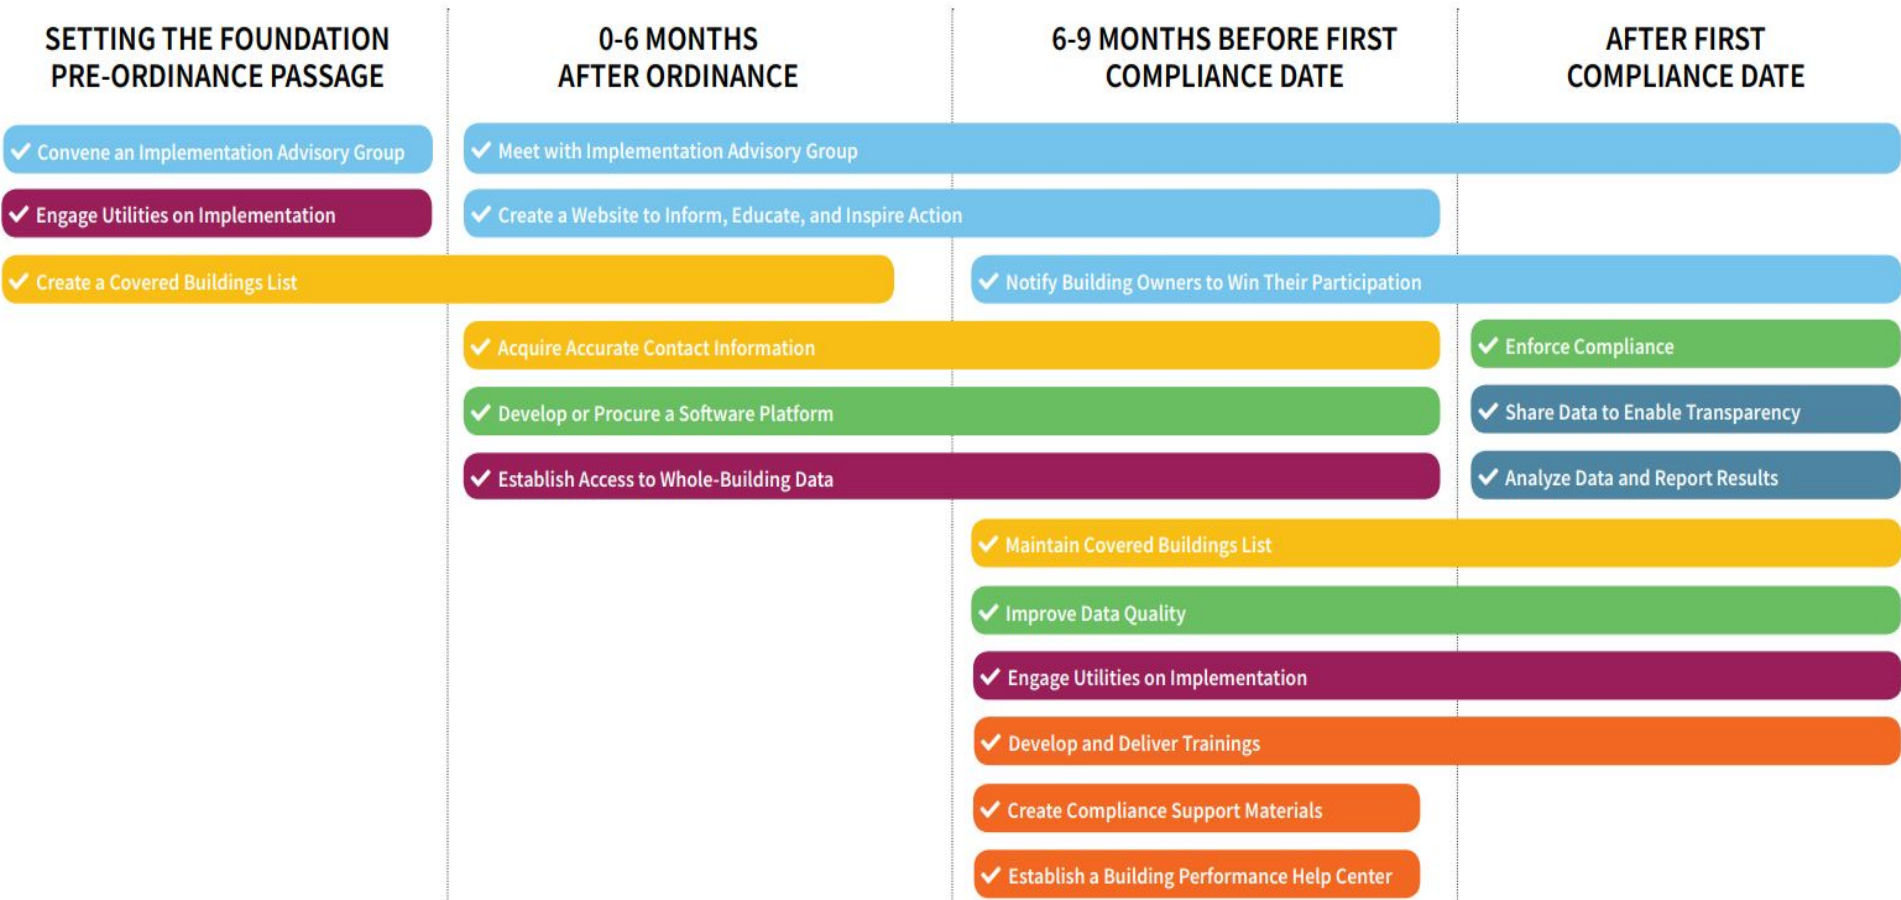 SETTING THE FOUNDATION
PRE-ORDINANCE PASSAGE
0-6 MONTHS
AFTER ORDINANCE
6-9 MONTHS BEFORE FIRST
COMPLIANCE DATE
AFTER FIRST
COMPLIANCE DATE
Convene an Implementation Advisory Group
Meet with Implementation Advisory Group
Engage Utilities on Implementation
Create a Website to Inform, Educate, and Inspire Action
Create a Covered Buildings List
Notify Building Owners to Win Their Participation
Acquire Accurate Contact Information
Enforce Compliance
Develop or Procure a Software Platform
Share Data to Enable Transparency
Establish Access to Whole-Building Data
Analyze Data and Report Results
Maintain Covered Buildings List
Improve Data Quality
Engage Utilities on Implementation
Develop and Deliver Trainings
Create Compliance Support Materials
Establish a Building Performance Help Center